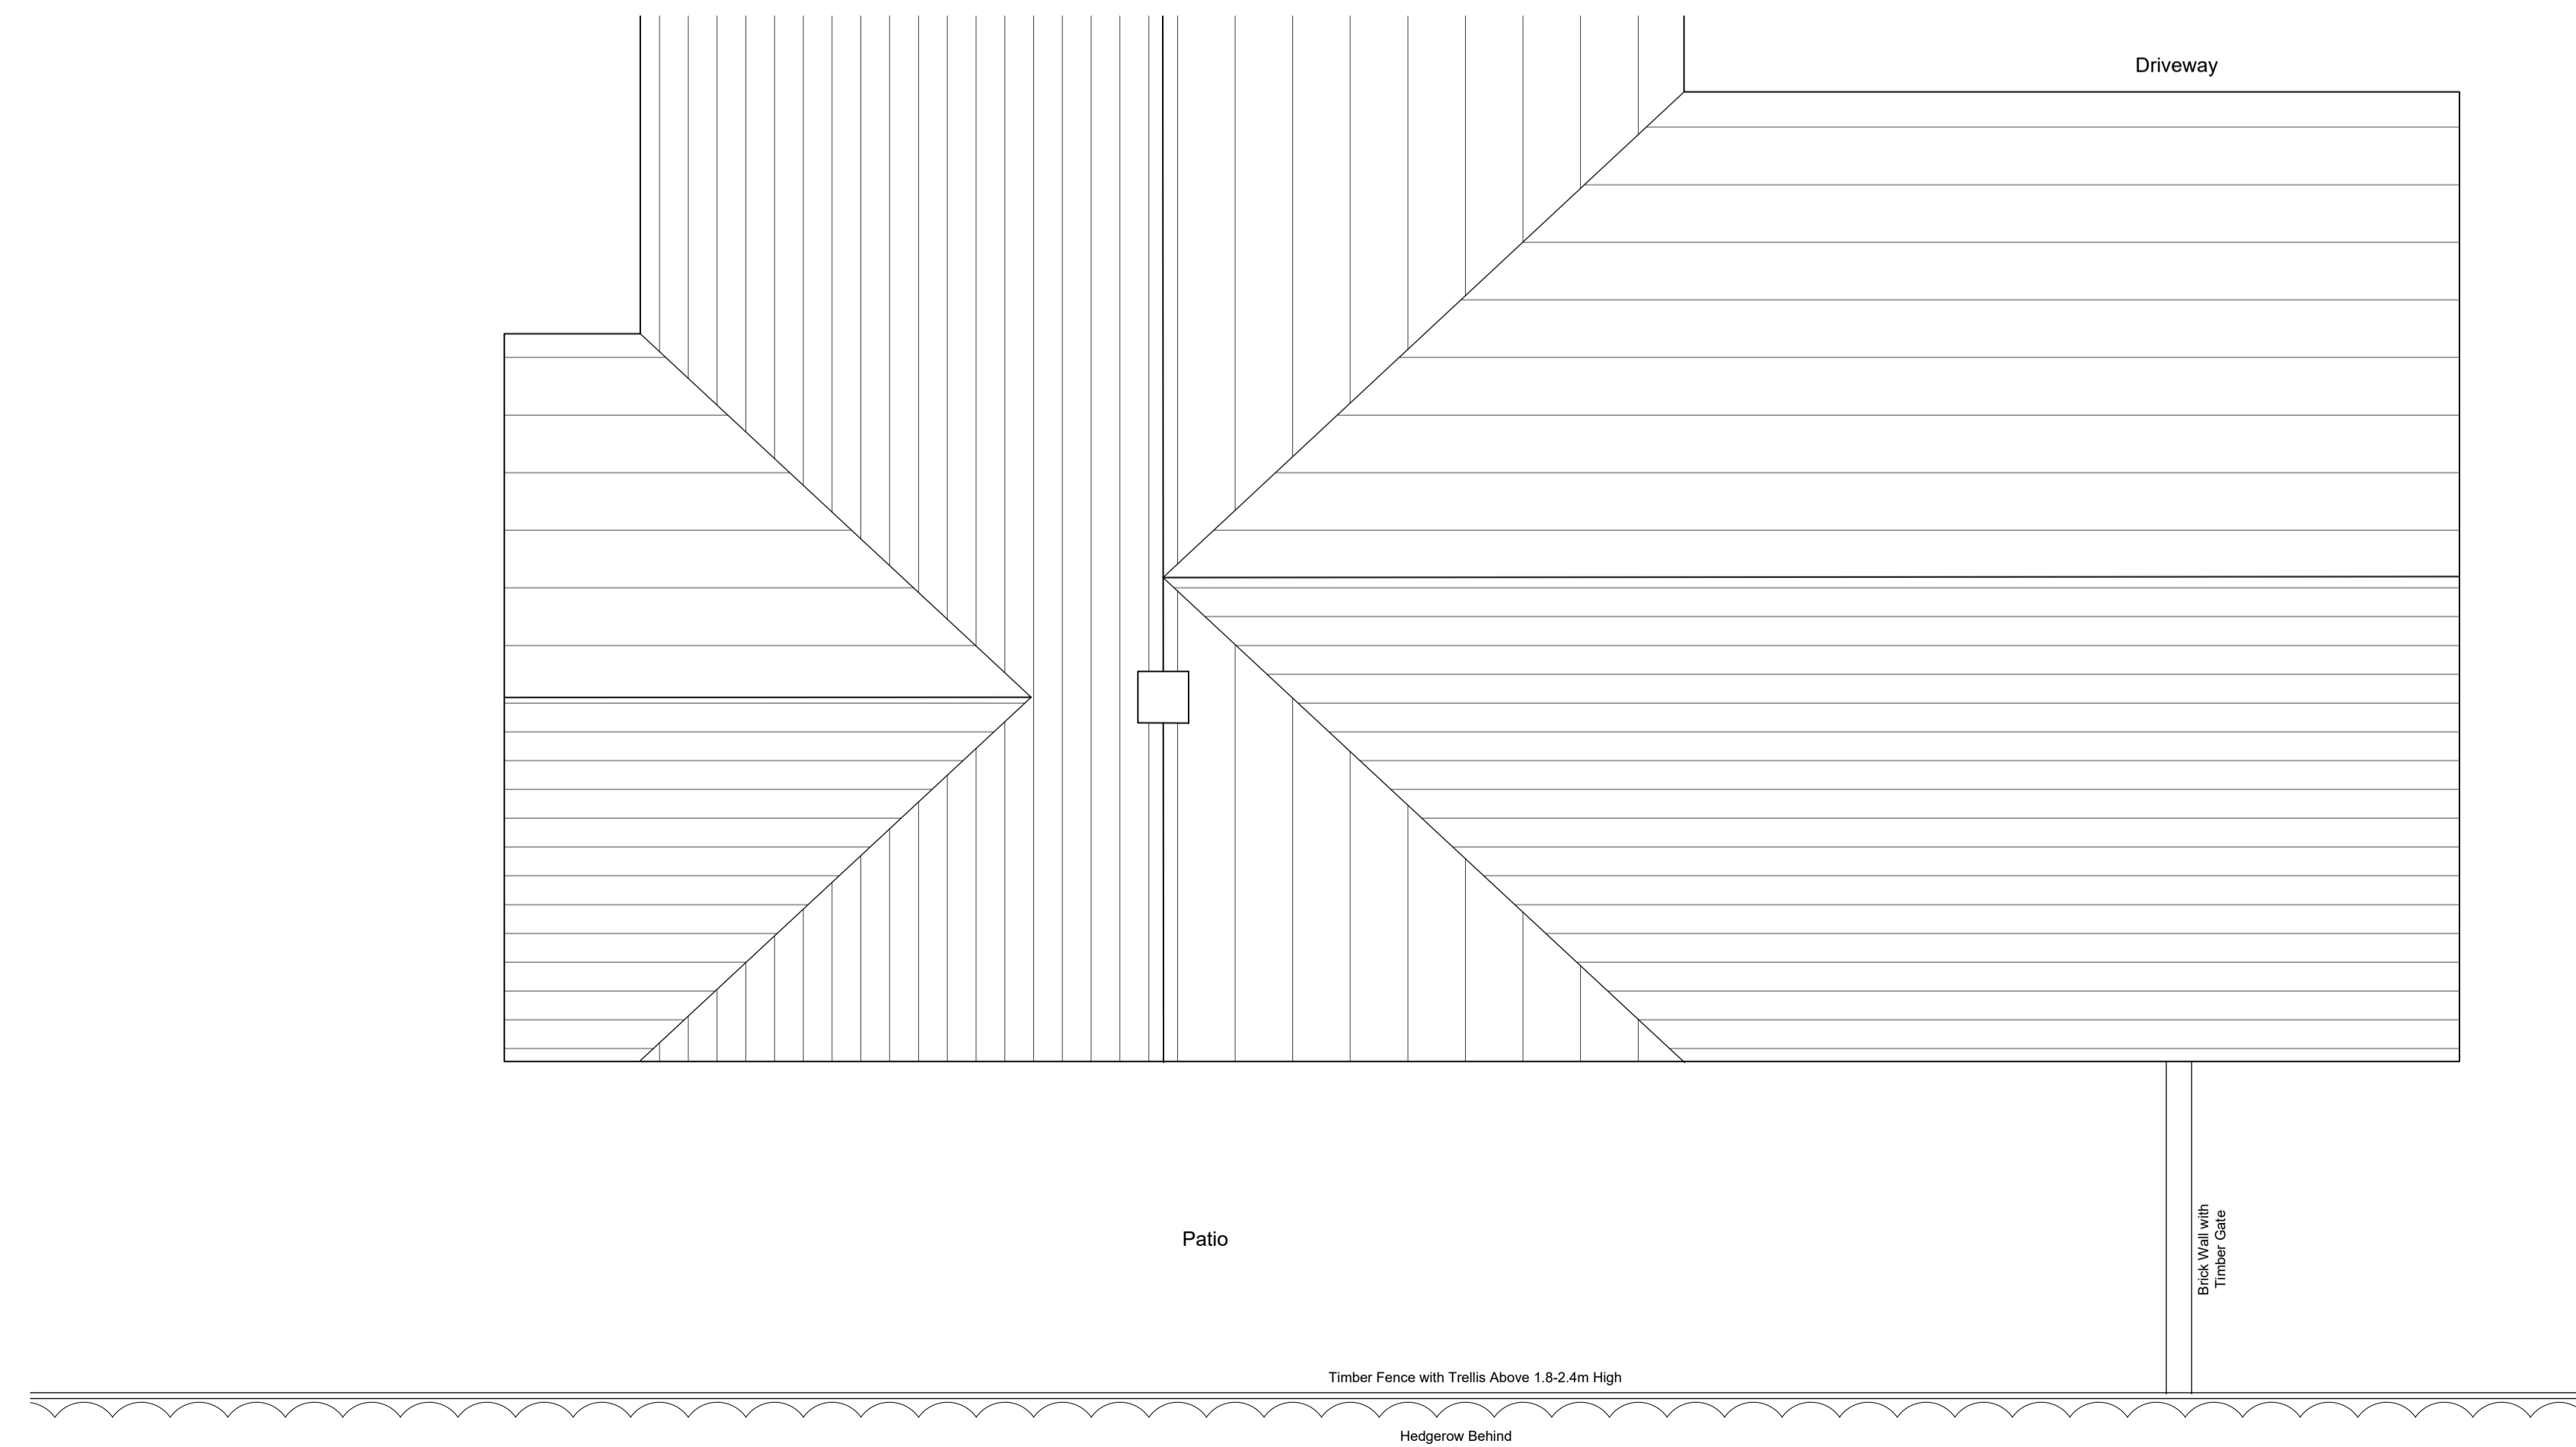 Driveway
Patio
Brick Wall with
Timber Gate
Timber Fence with Trellis Above 1.8-2.4m High
Hedgerow Behind